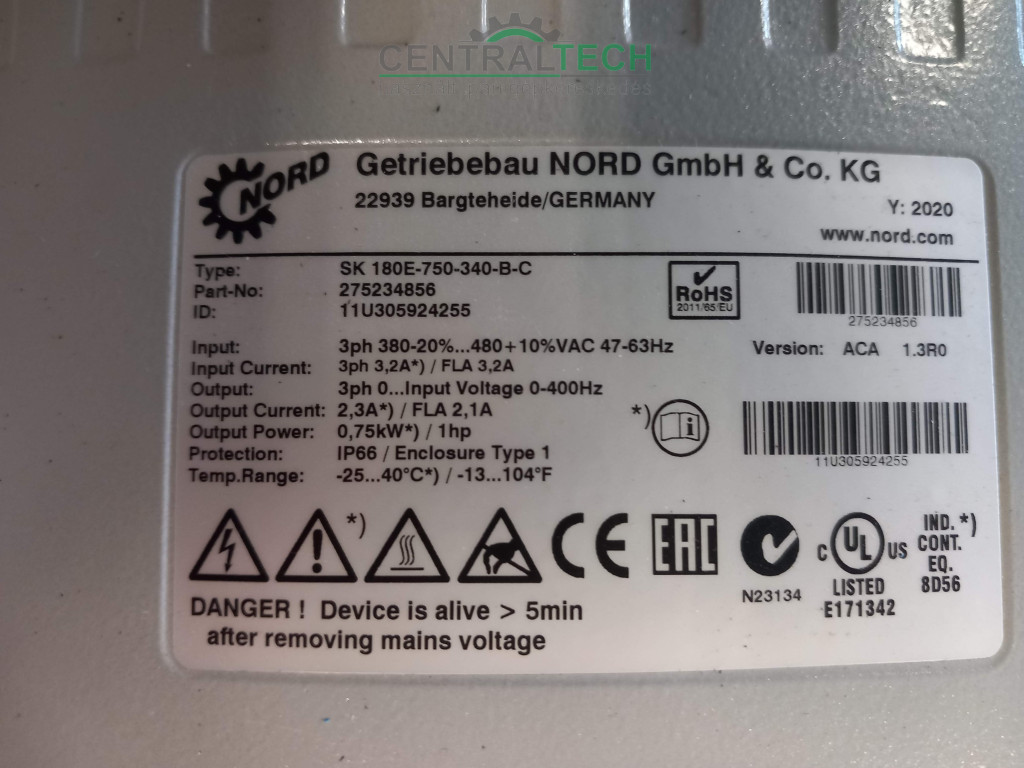 CENTRALTECH
NORD
Getriebebau NORD GmbH & Co. KG
22939 Bargteheide/GERMANY
Y: 2020
www.nord.com
Type: SK 180E-750-340-B-C
Part-No: 275234856
ID: 11U305924255
RoHS
2011/65/EU
275234856
Input: 3ph 380-20%...480+10%VAC 47-63Hz
Version: ACA 1.3R0
Input Current: 3ph 3,2A*) / FLA 3,2A
Output: 3ph 0...Input Voltage 0-400Hz
Output Current: 2,3A*) / FLA 2,1A
Output Power: 0,75kW*) / 1hp
Protection: IP66 / Enclosure Type 1
Temp.Range: -25...40°C*) / -13...104°F
*)
11U305924255
*)
CE
EAC
N23134
C UL US
LISTED
E171342
IND. *)
CONT.
EQ.
8D56
DANGER ! Device is alive > 5min
after removing mains voltage